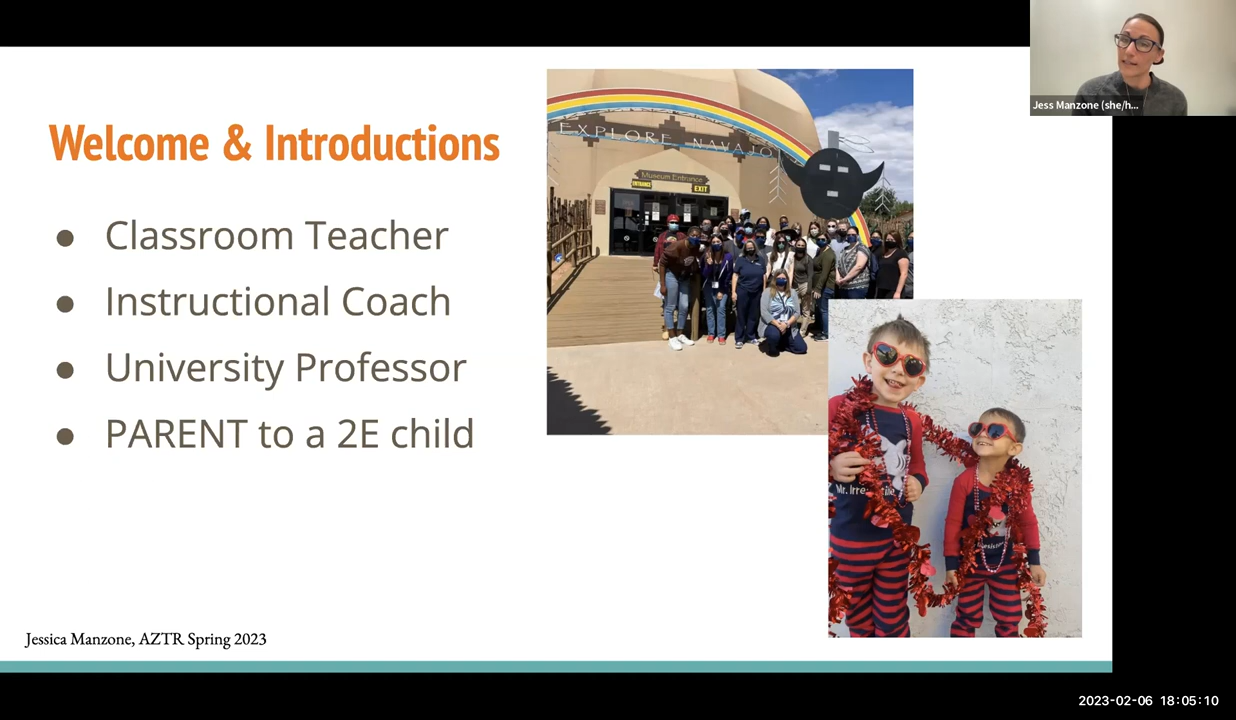 Welcome & Introductions
● Classroom Teacher
● Instructional Coach
● University Professor
● PARENT to a 2E child
Jessica Manzone, AZTR Spring 2023
EXPLORE NAVAJO
Museum Entrance
ENTRANCE
EXIT
Jess Manzone (she/h...
2023-02-06 18:05:10